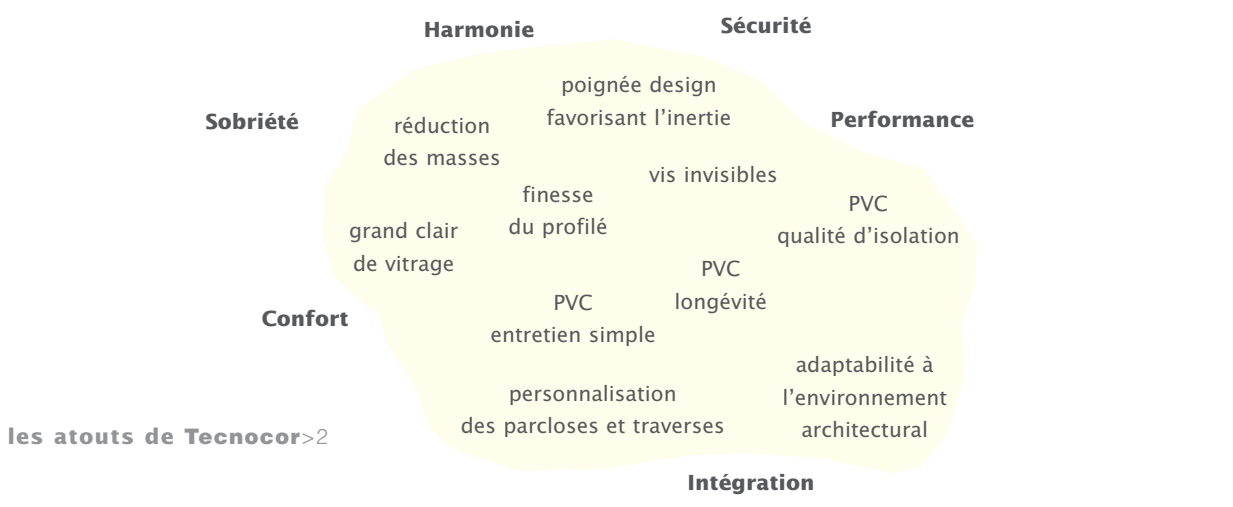 Harmonie
Sécurité
Sobriété
Performance
poignée design
favorisant l’inertie
réduction
des masses
vis invisibles
finesse
du profilé
PVC
qualité d’isolation
grand clair
de vitrage
PVC
longévité
Confort
PVC
entretien simple
adaptabilité à
l’environnement
architectural
personnalisation
des parcloses et traverses
les atouts de Tecnocor>2
Intégration